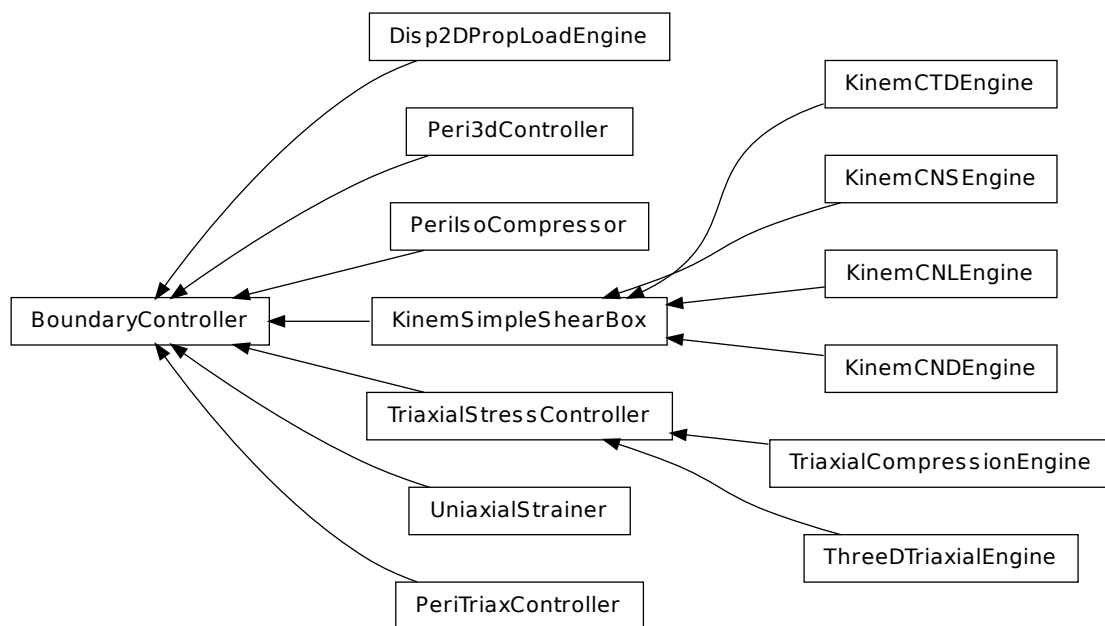 Disp2DPropLoadEngine
KinemCTDEngine
Peri3dController
KinemCNSEngine
PeriIsoCompressor
KinemCNLEngine
BoundaryController
KinemSimpleShearBox
KinemCNDEngine
TriaxialStressController
TriaxialCompressionEngine
UniaxialStrainer
ThreeDTriaxialEngine
PeriTriaxController